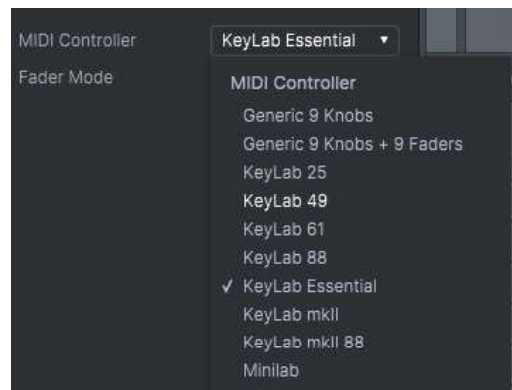 MIDI Controller
KeyLab Essential
Fader Mode
MIDI Controller
Generic 9 Knobs
Generic 9 Knobs + 9 Faders
KeyLab 25
KeyLab 49
KeyLab 61
KeyLab 88
✓ KeyLab Essential
KeyLab mkII
KeyLab mkII 88
Minilab